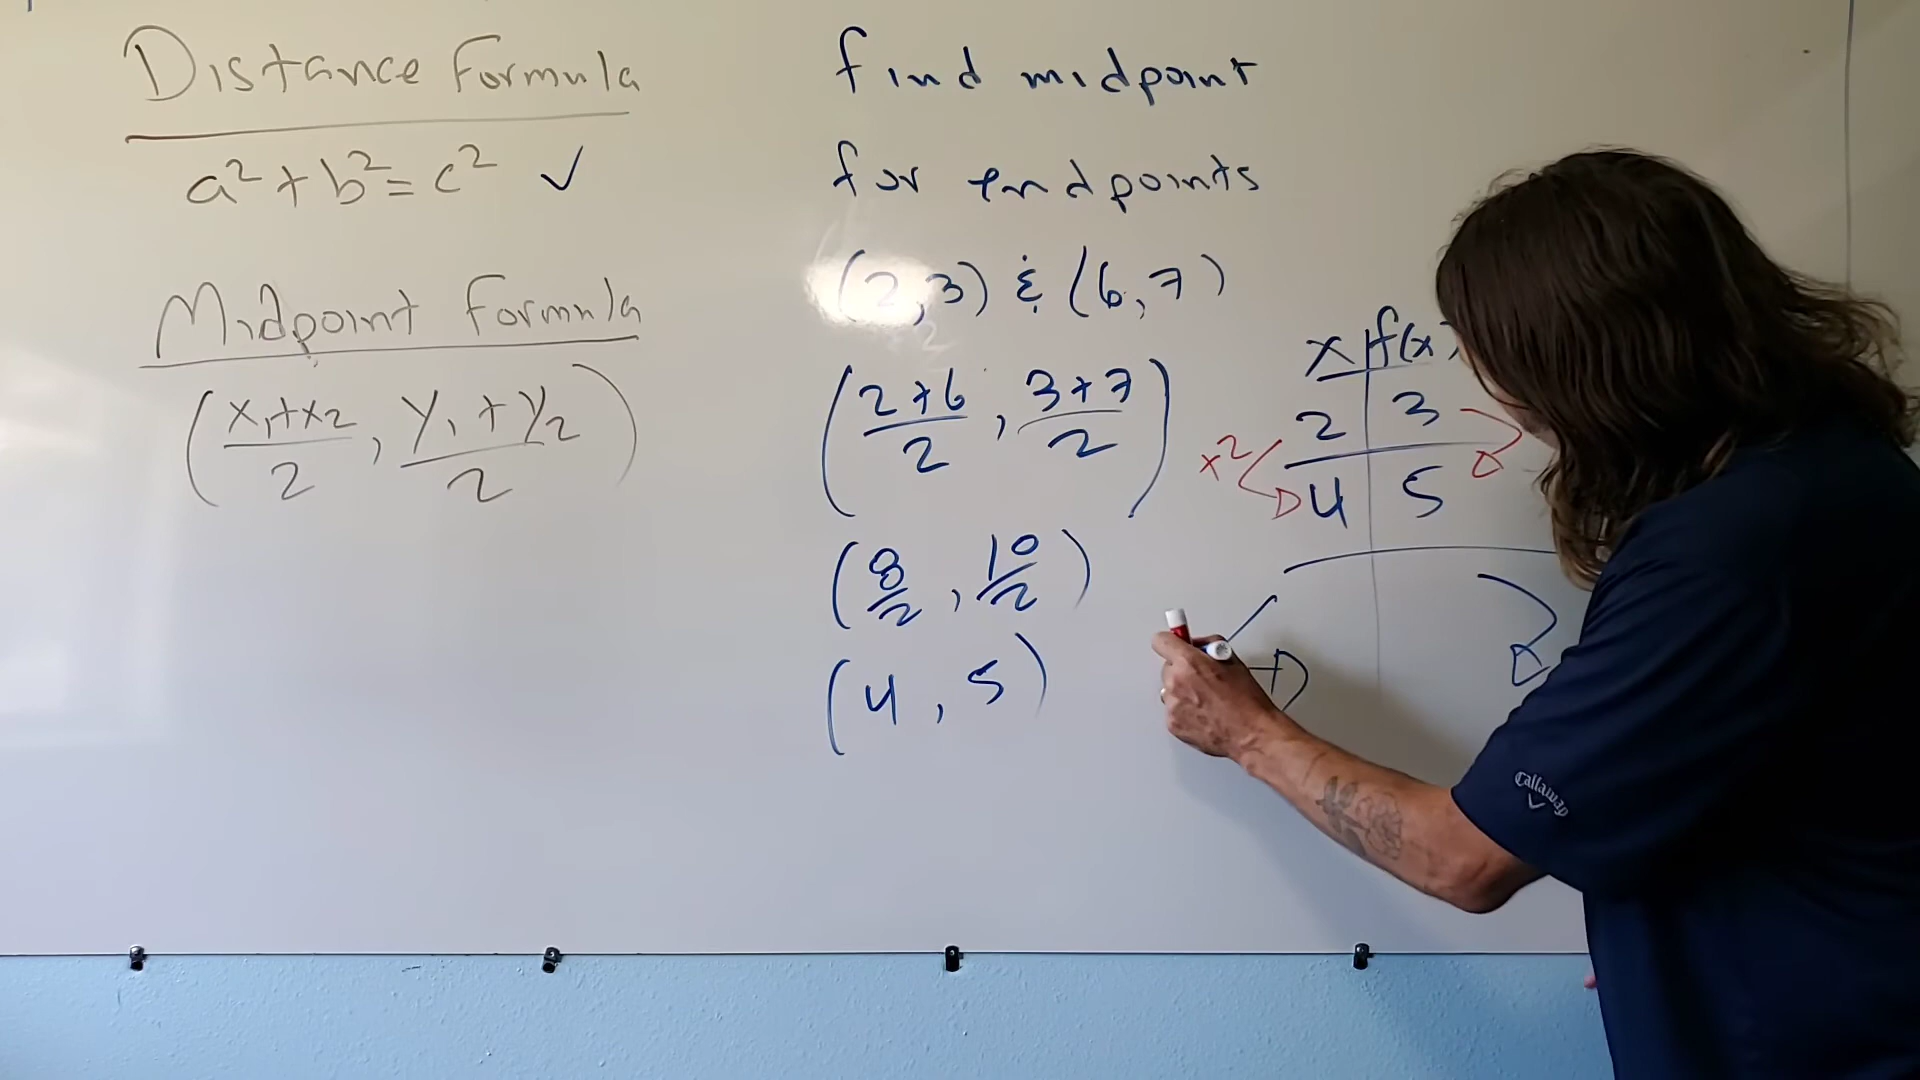 Distance Formula
a²+b²=c² ✓
Midpoint Formula
(x₁+x₂/2, y₁+y₂/2)
find midpoint
for endpoints
(2,3) & (6,7)
(2+6/2, 3+7/2)
(8/2, 10/2)
(4, 5)
x f(x)
2 3
x²
4 5
Callaway